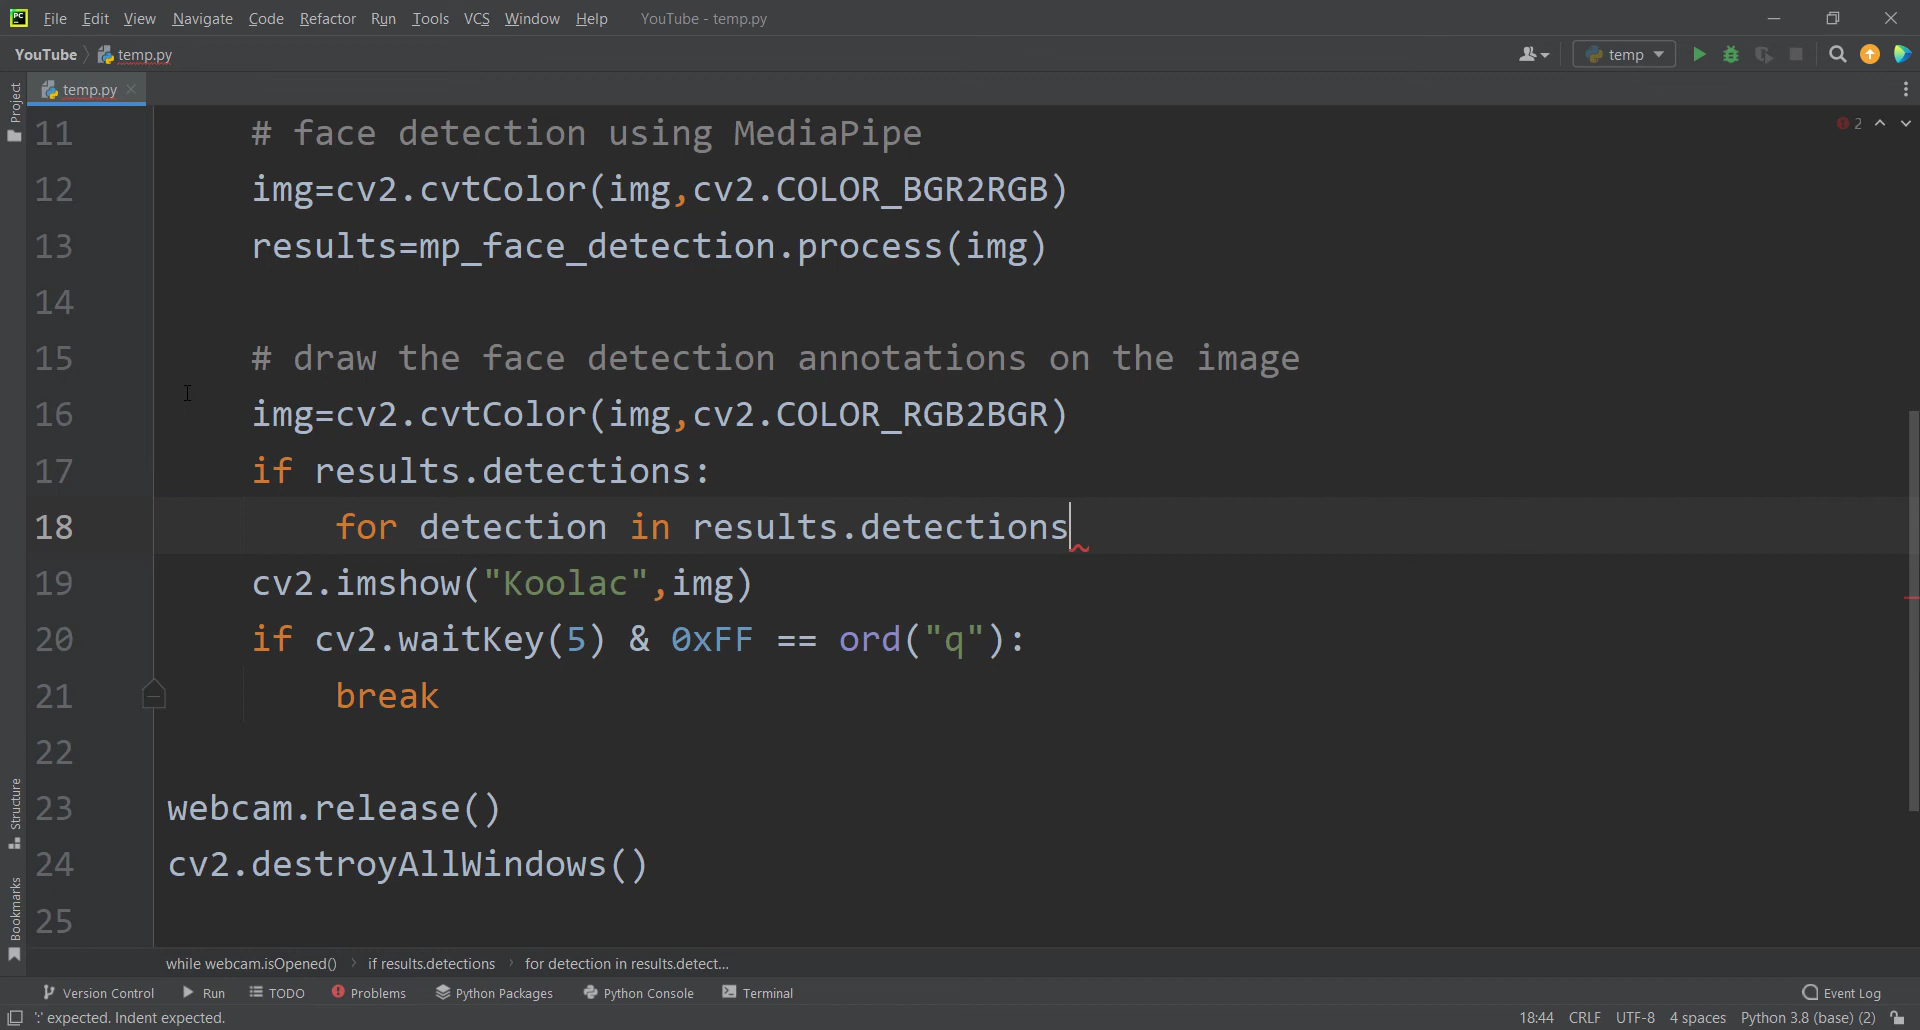 PC File Edit View Navigate Code Refactor Run Tools VCS Window Help YouTube - temp.py
YouTube temp.py temp
Project
temp.py
2
11 # face detection using MediaPipe
12 img=cv2.cvtColor(img,cv2.COLOR_BGR2RGB)
13 results=mp_face_detection.process(img)
14
15 # draw the face detection annotations on the image
16 img=cv2.cvtColor(img,cv2.COLOR_RGB2BGR)
17 if results.detections:
18 for detection in results.detections
19 cv2.imshow("Koolac",img)
20 if cv2.waitKey(5) & 0xFF == ord("q"):
21 break
22
23 webcam.release()
24 cv2.destroyAllWindows()
25
Structure
Bookmarks
while webcam.isOpened() if results.detections for detection in results.detect...
Version Control Run TODO Problems Python Packages Python Console Terminal Event Log
':' expected. Indent expected. 18:44 CRLF UTF-8 4 spaces Python 3.8 (base) (2)